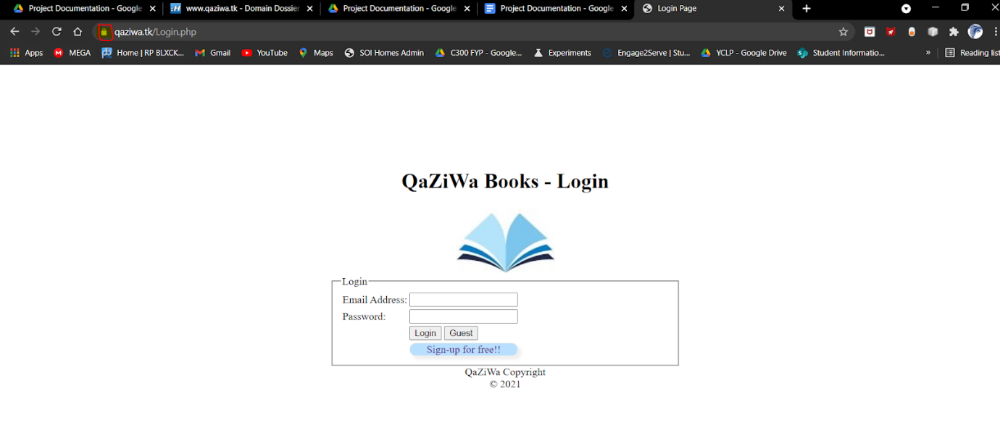 Project Documentation - Google
www.qaziwa.tk - Domain Dossier
Project Documentation - Google
Project Documentation - Google
Login Page
qaziwa.tk/Login.php
Apps
MEGA
Home | RP BLXCK...
Gmail
YouTube
Maps
SOI Homes Admin
C300 FYP - Google...
Experiments
Engage2Serve | Stu...
YCLP - Google Drive
Student Informatio...
»
Reading list
QaZiWa Books - Login
Login
Email Address:
Password:
Login Guest
Sign-up for free!!
QaZiWa Copyright
© 2021